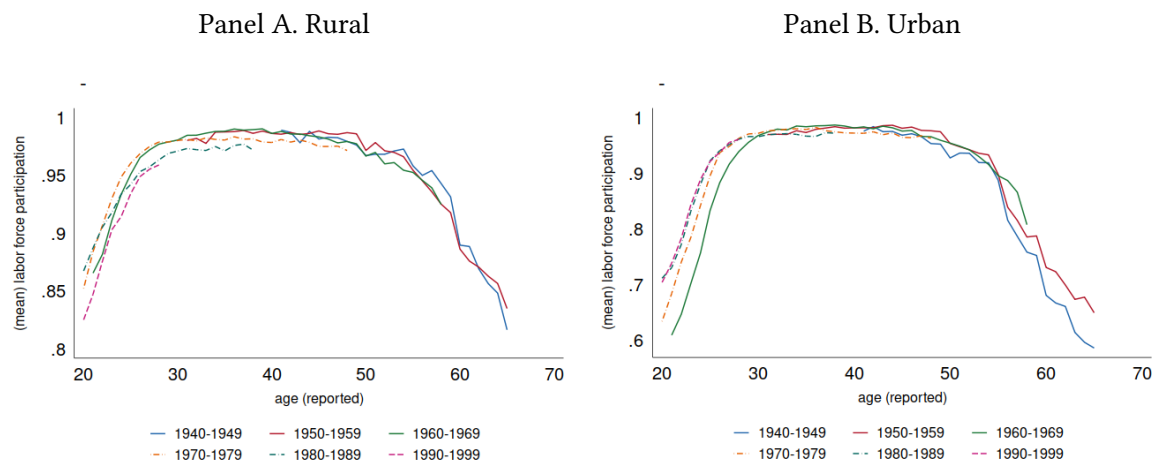 Panel A. Rural
-
(mean) labor force participation
1
.95
.9
.85
.8
20 30 40 50 60 70
age (reported)
1940-1949 1950-1959 1960-1969
1970-1979 1980-1989 1990-1999
Panel B. Urban
-
(mean) labor force participation
1
.9
.8
.7
.6
20 30 40 50 60 70
age (reported)
1940-1949 1950-1959 1960-1969
1970-1979 1980-1989 1990-1999